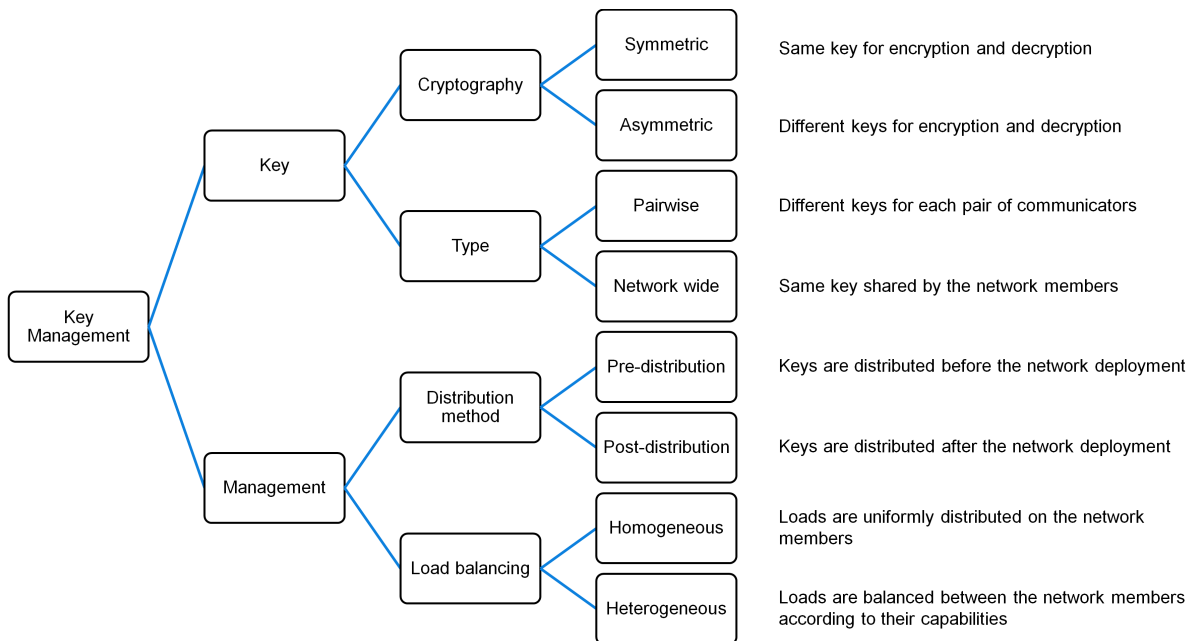 Symmetric
Same key for encryption and decryption
Cryptography
Asymmetric
Different keys for encryption and decryption
Key
Pairwise
Different keys for each pair of communicators
Type
Network wide
Same key shared by the network members
Key
Management
Pre-distribution
Keys are distributed before the network deployment
Distribution
method
Post-distribution
Keys are distributed after the network deployment
Management
Homogeneous
Loads are uniformly distributed on the network
members
Load balancing
Heterogeneous
Loads are balanced between the network members
according to their capabilities